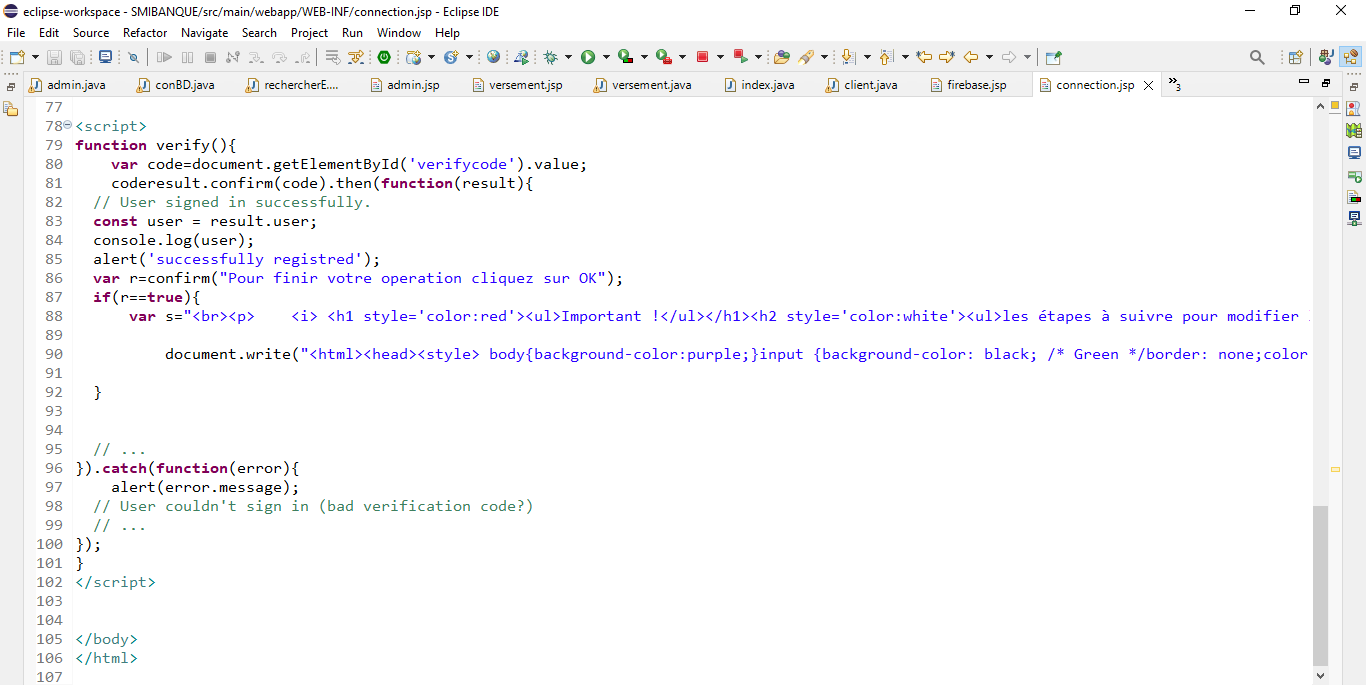 eclipse-workspace - SMIBANQUE/src/main/webapp/WEB-INF/connection.jsp - Eclipse IDE
File Edit Source Refactor Navigate Search Project Run Window Help
admin.java conBD.java rechercherE.... admin.jsp versement.jsp versement.java index.java client.java firebase.jsp connection.jsp »3
77
78 <script>
79 function verify(){
80     var code=document.getElementById('verifycode').value;
81     coderesult.confirm(code).then(function(result){
82   // User signed in successfully.
83   const user = result.user;
84   console.log(user);
85   alert('successfully registred');
86   var r=confirm("Pour finir votre operation cliquez sur OK");
87   if(r==true){
88       var s="<br><p>    <i> <h1 style='color:red'><ul>Important !</ul></h1><h2 style='color:white'><ul>les étapes à suivre pour modifier
89
90           document.write("<html><head><style> body{background-color:purple;}input {background-color: black; /* Green */border: none;color
91
92   }
93
94
95   // ...
96 }).catch(function(error){
97     alert(error.message);
98   // User couldn't sign in (bad verification code?)
99   // ...
100 });
101 }
102 </script>
103
104
105 </body>
106 </html>
107